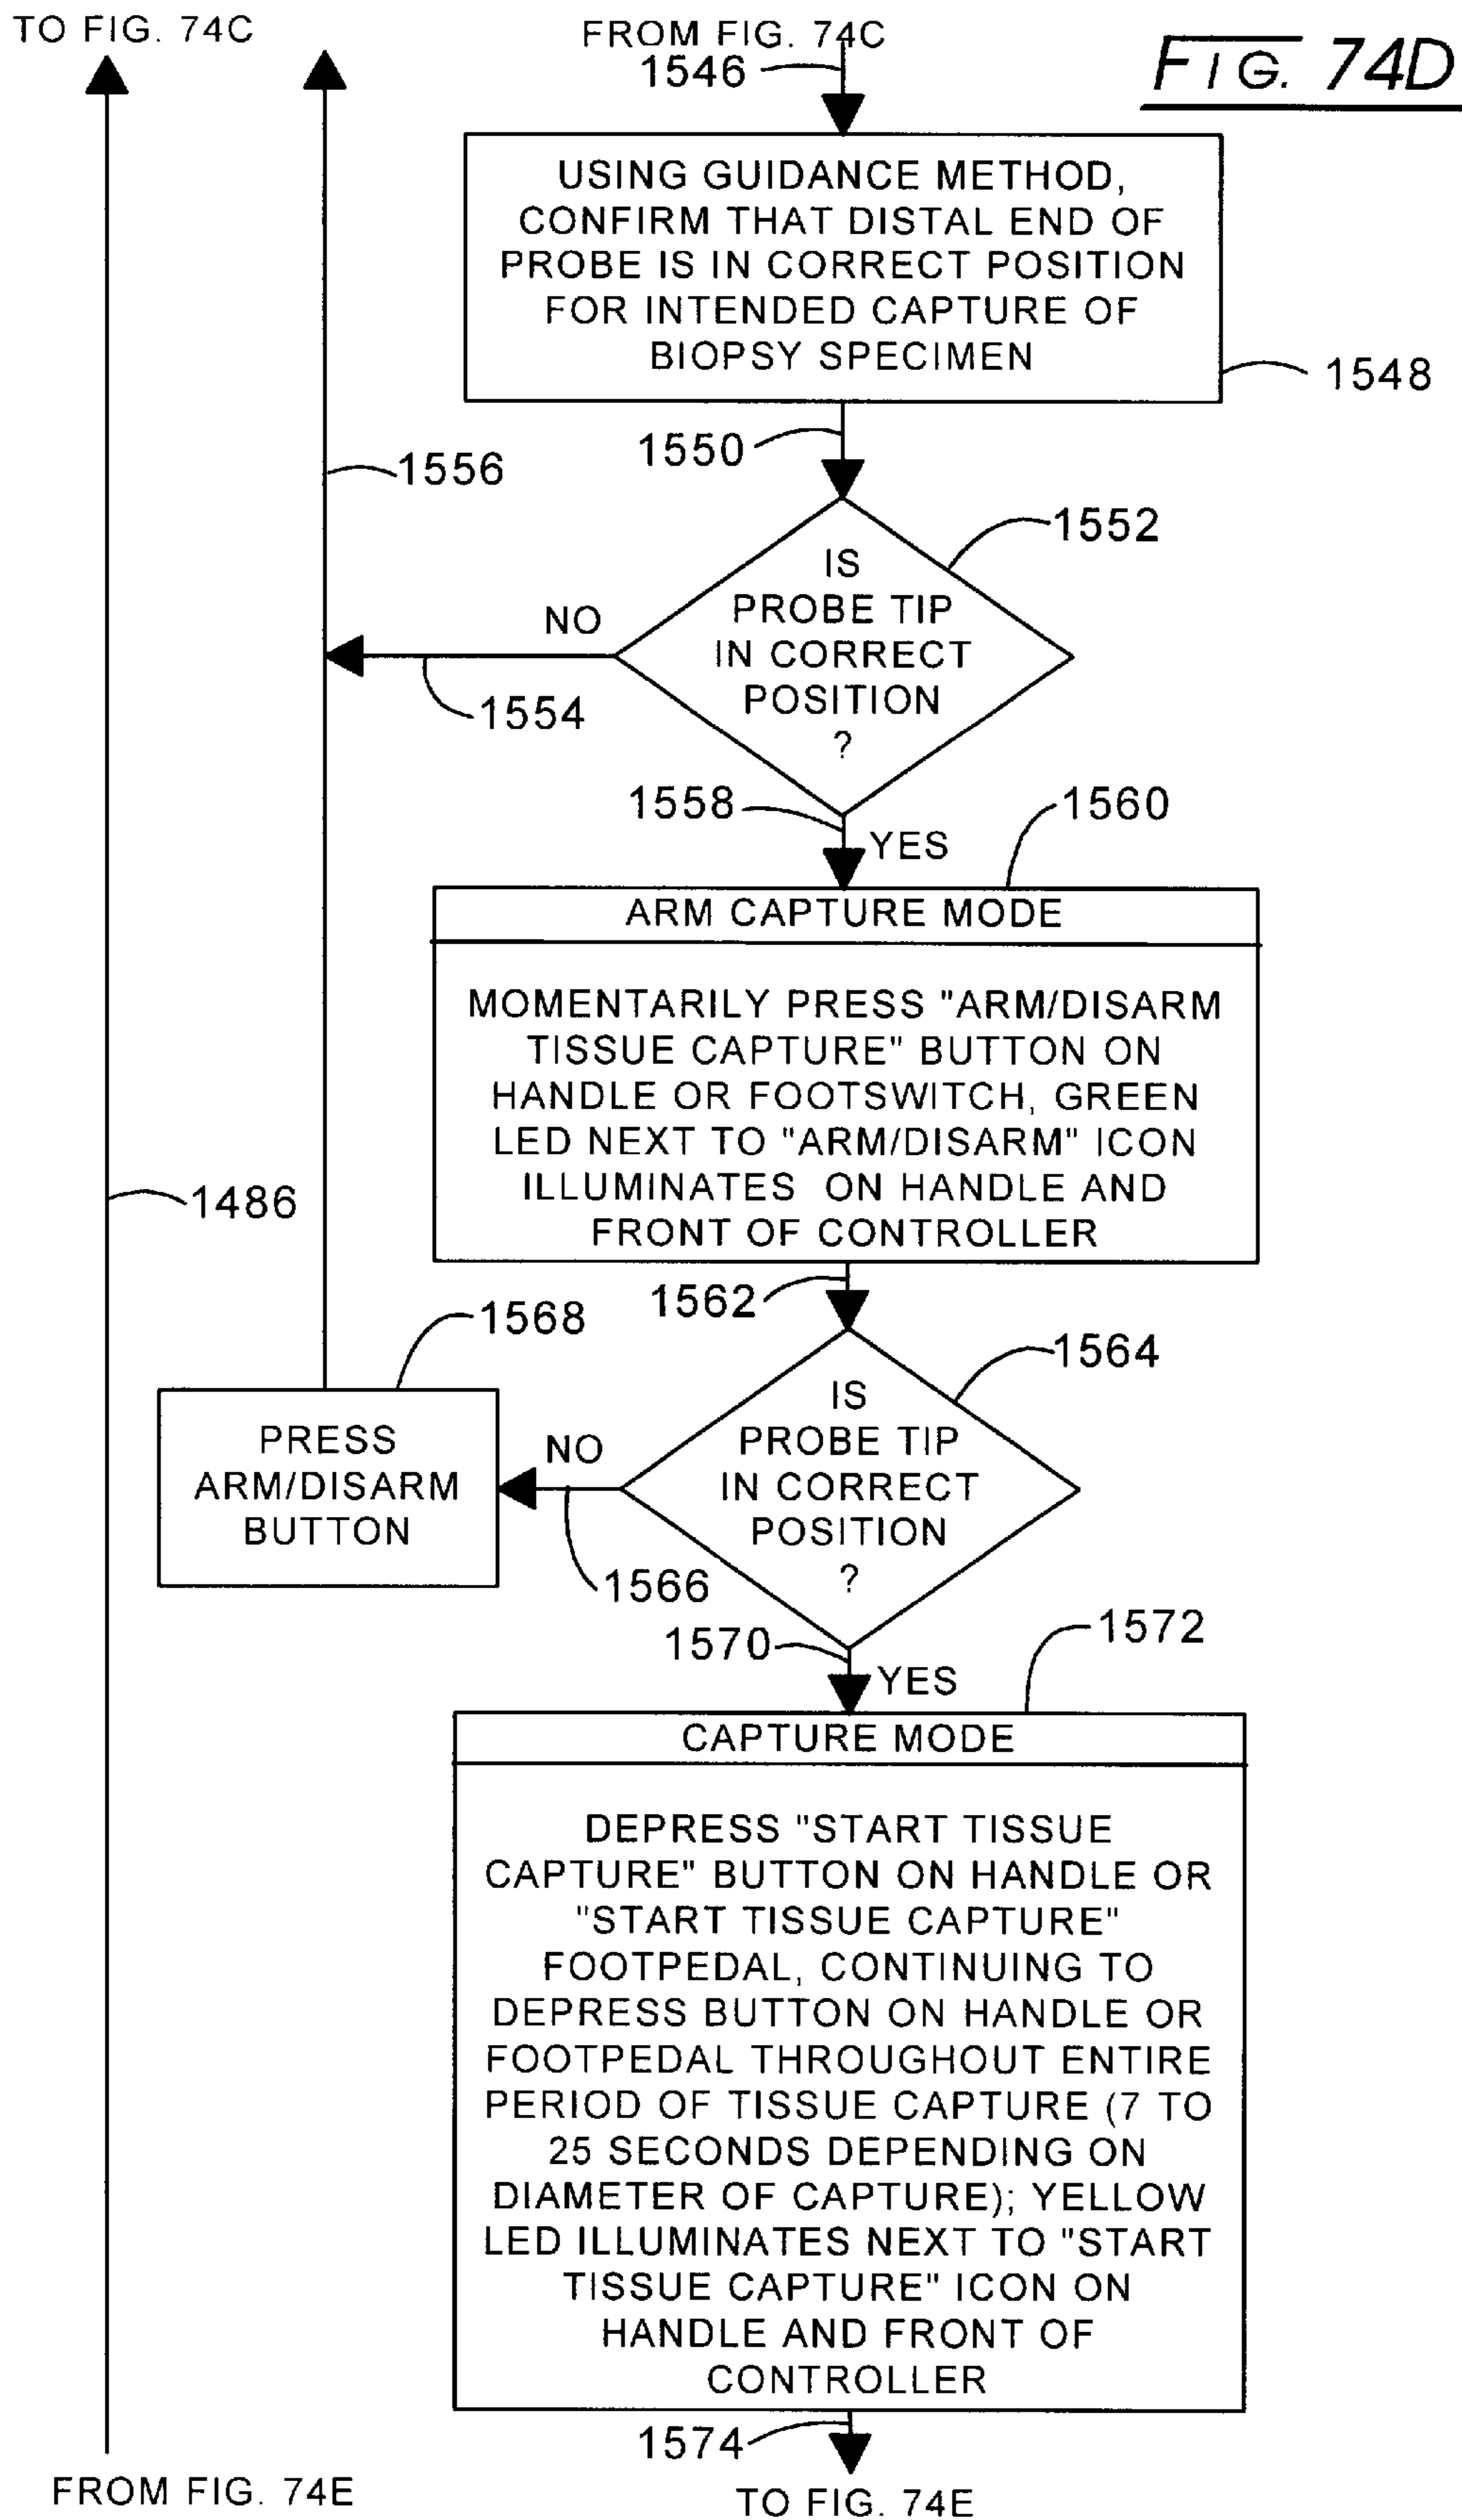 TO FIG. 74C
FROM FIG. 74C
FIG. 74D
1546
USING GUIDANCE METHOD,
CONFIRM THAT DISTAL END OF
PROBE IS IN CORRECT POSITION
FOR INTENDED CAPTURE OF
BIOPSY SPECIMEN
1548
1550
1556
1552
IS
PROBE TIP
IN CORRECT
POSITION
?
NO
1554
1558
YES
1560
ARM CAPTURE MODE
MOMENTARILY PRESS "ARM/DISARM
TISSUE CAPTURE" BUTTON ON
HANDLE OR FOOTSWITCH, GREEN
LED NEXT TO "ARM/DISARM" ICON
ILLUMINATES ON HANDLE AND
FRONT OF CONTROLLER
1486
1562
1568
1564
IS
PROBE TIP
IN CORRECT
POSITION
?
NO
PRESS
ARM/DISARM
BUTTON
1566
1570
YES
1572
CAPTURE MODE
DEPRESS "START TISSUE
CAPTURE" BUTTON ON HANDLE OR
"START TISSUE CAPTURE"
FOOTPEDAL, CONTINUING TO
DEPRESS BUTTON ON HANDLE OR
FOOTPEDAL THROUGHOUT ENTIRE
PERIOD OF TISSUE CAPTURE (7 TO
25 SECONDS DEPENDING ON
DIAMETER OF CAPTURE); YELLOW
LED ILLUMINATES NEXT TO "START
TISSUE CAPTURE" ICON ON
HANDLE AND FRONT OF
CONTROLLER
1574
FROM FIG. 74E
TO FIG. 74E